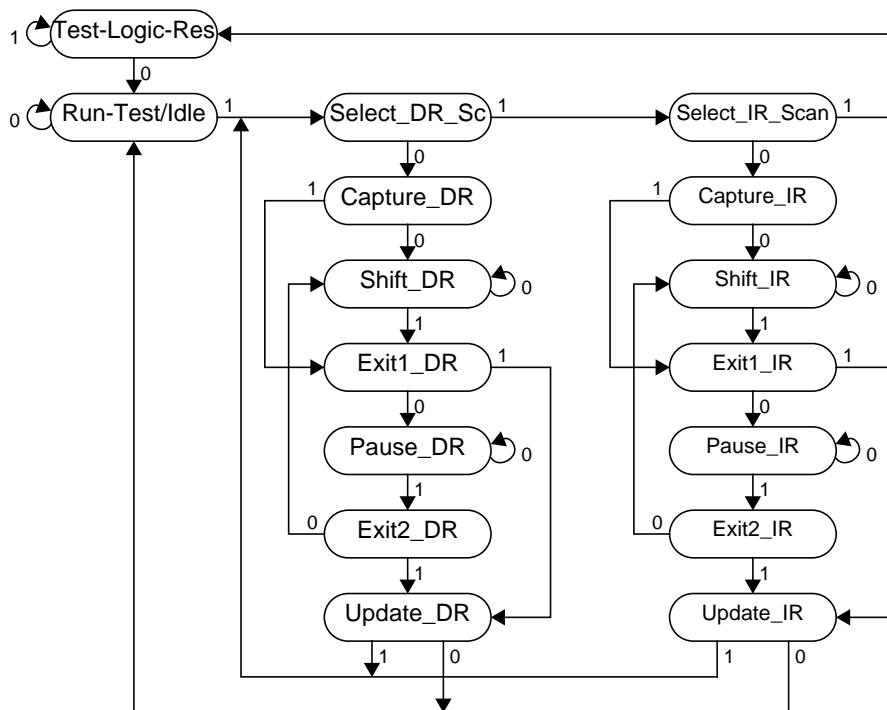 Test-Logic-Res
1
0
Run-Test/Idle
0
1
Select_DR_Sc
1
Select_IR_Scan
1
0
0
1
Capture_DR
1
Capture_IR
0
0
Shift_DR
0
Shift_IR
0
1
1
Exit1_DR
1
Exit1_IR
1
0
0
Pause_DR
0
Pause_IR
0
1
1
0
Exit2_DR
0
Exit2_IR
1
1
Update_DR
Update_IR
1
0
1
0